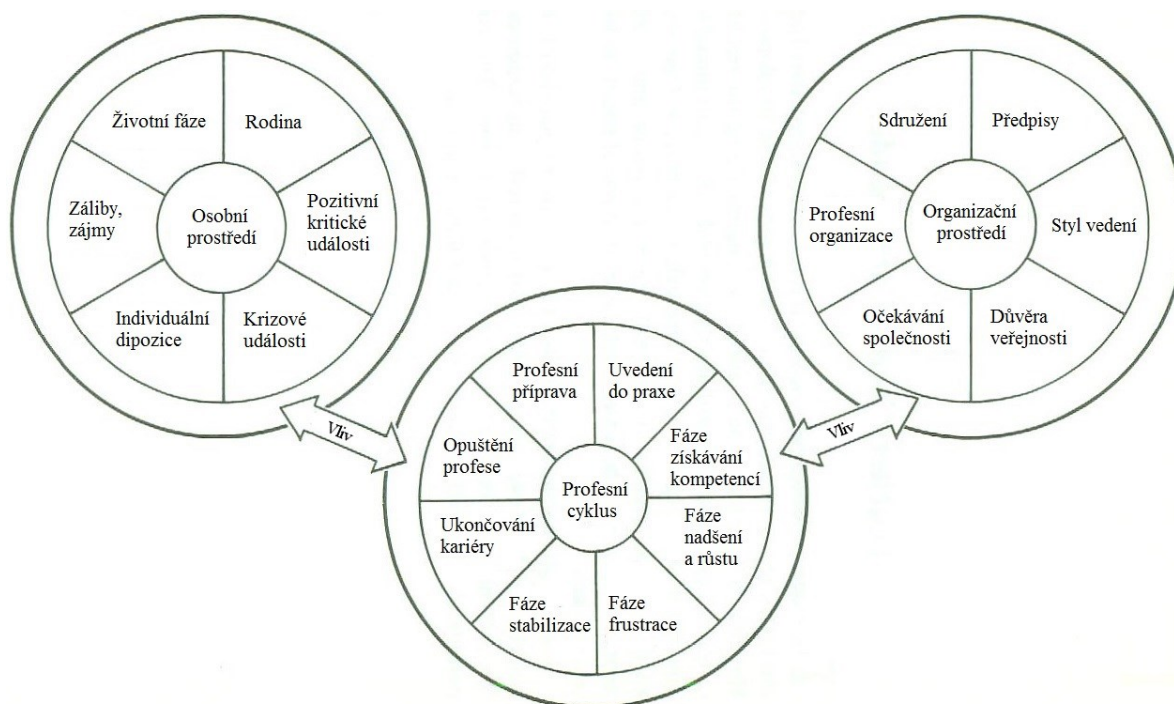 Životní fáze
Rodina
Pozitivní
kritické
události
Krizové
události
Individuální
dipozice
Záliby,
zájmy
Osobní
prostředí
Vliv
Sdružení
Předpisy
Styl vedení
Důvěra
veřejnosti
Očekávání
společnosti
Profesní
organizace
Organizační
prostředí
Vliv
Profesní
příprava
Uvedení
do praxe
Fáze
získávání
kompetencí
Fáze
nadšení
a růstu
Fáze
frustrace
Fáze
stabilizace
Ukončování
kariéry
Opuštění
profese
Profesní
cyklus